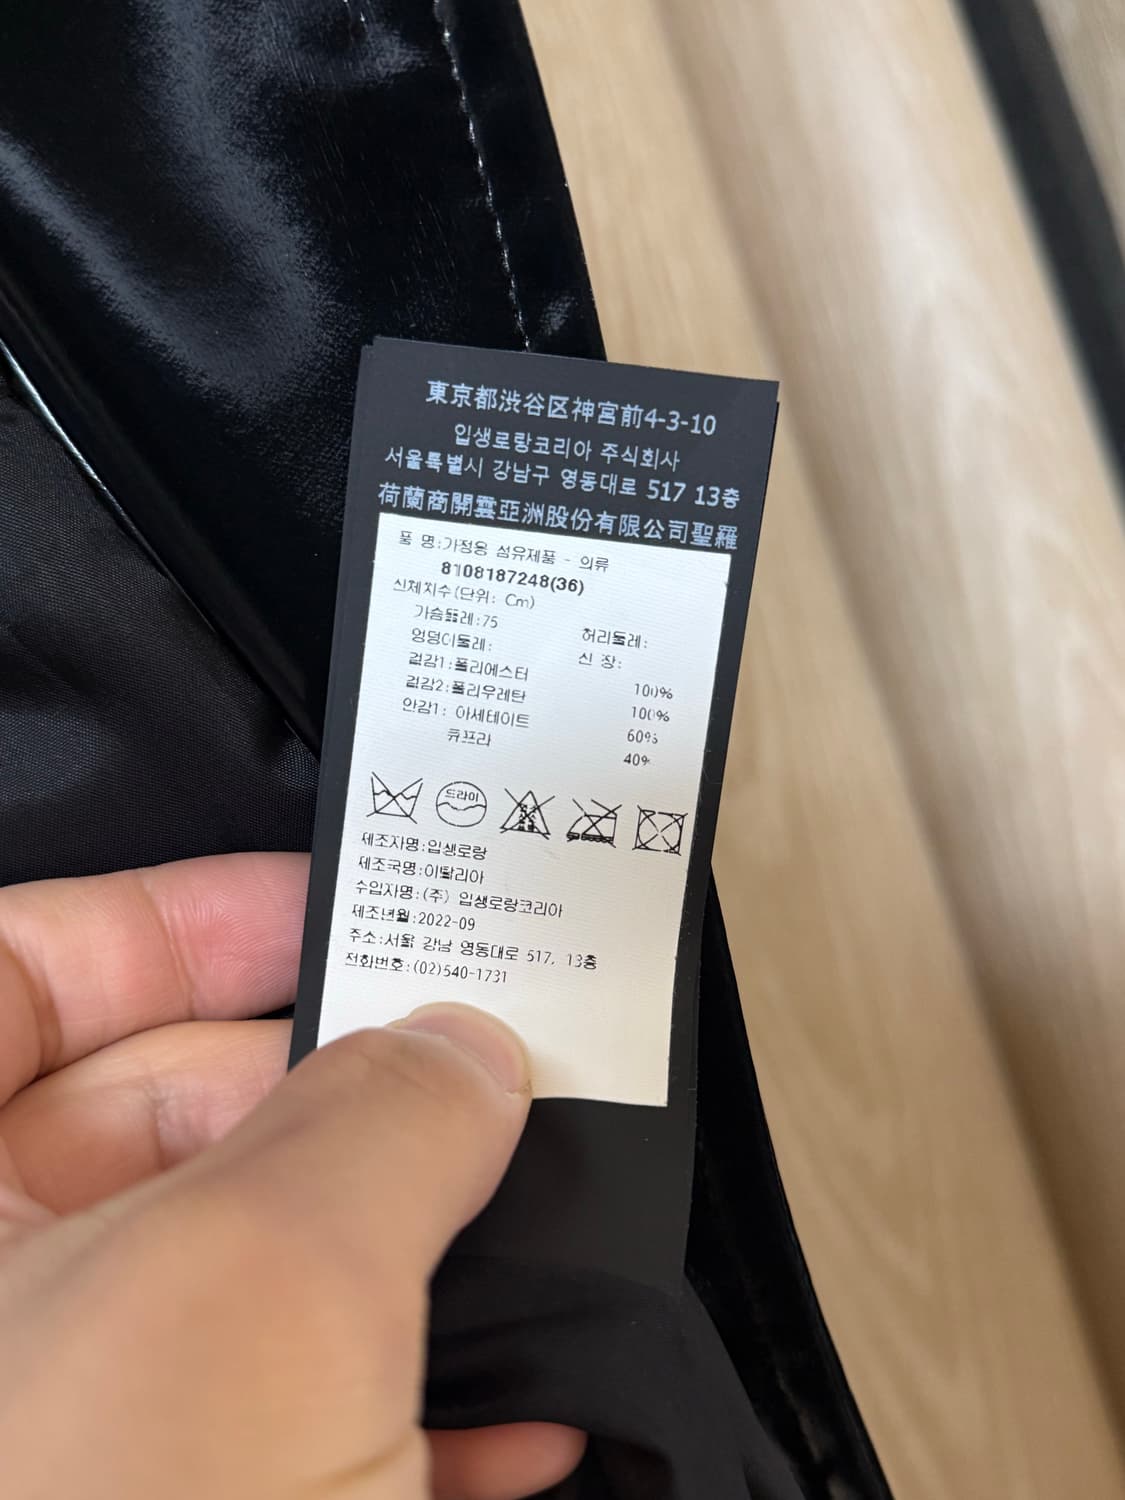 東京都渋谷区神宮前4-3-10
입생로랑코리아 주식회사
서울특별시 강남구 영동대로 517 13층
荷蘭商開雲亞洲股份有限公司聖羅
품 명:가정용 섬유제품 - 의류
8108187248(36)
신체치수(단위: Cm)
가슴둘레:75 허리둘레:
엉덩이둘레: 신 장:
겉감1:폴리에스터 100%
겉감2:폴리우레탄 100%
안감1: 아세테이트 60%
큐프라 40%
드라이
제조자명:입생로랑
제조국명:이탈리아
수입자명:(주) 입생로랑코리아
제조년월:2022-09
주소:서울 강남 영동대로 517, 13층
전화번호:(02)540-1731